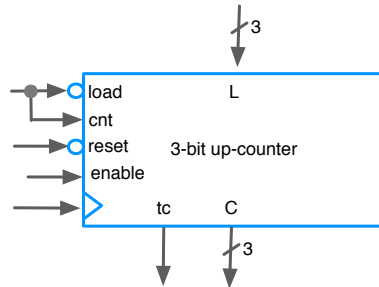 3
load
L
cnt
reset
3-bit up-counter
enable
tc
C
3